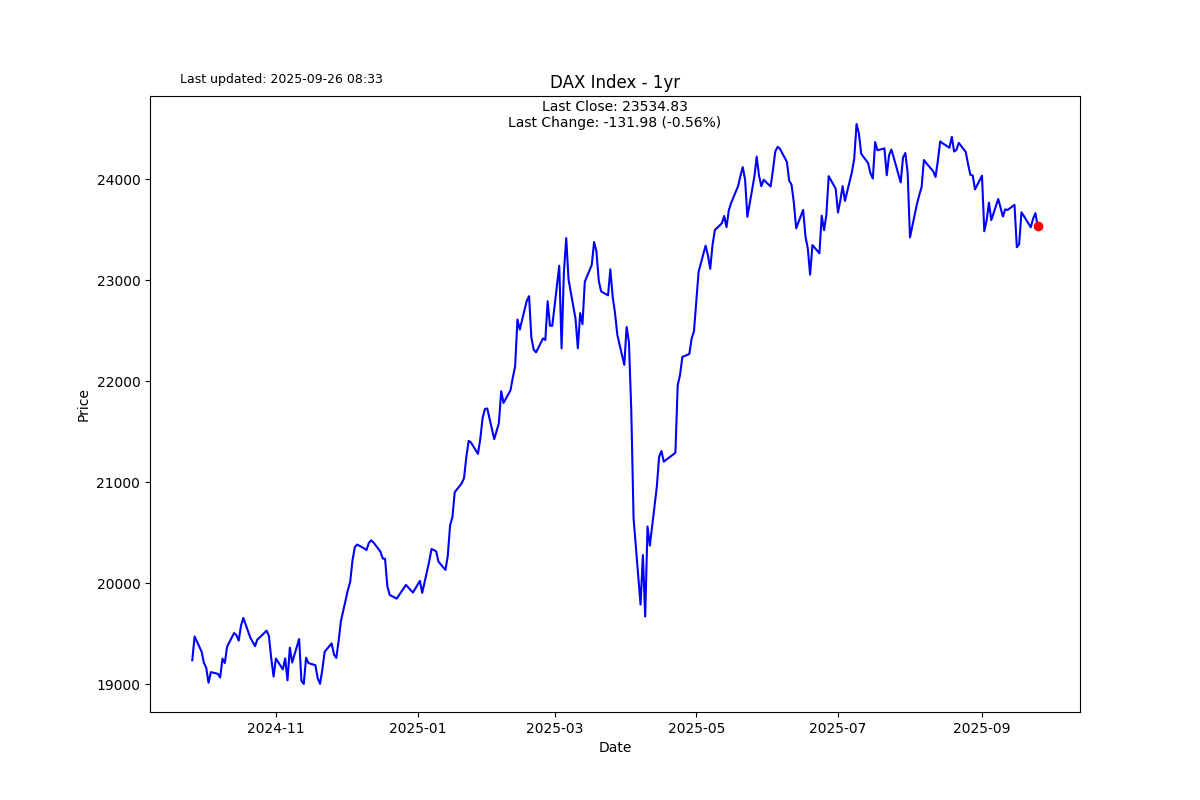 Last updated: 2025-09-26 08:33
DAX Index - 1yr
Last Close: 23534.83
Last Change: -131.98 (-0.56%)
24000
23000
22000
21000
20000
19000
Price
2024-11
2025-01
2025-03
2025-05
2025-07
2025-09
Date